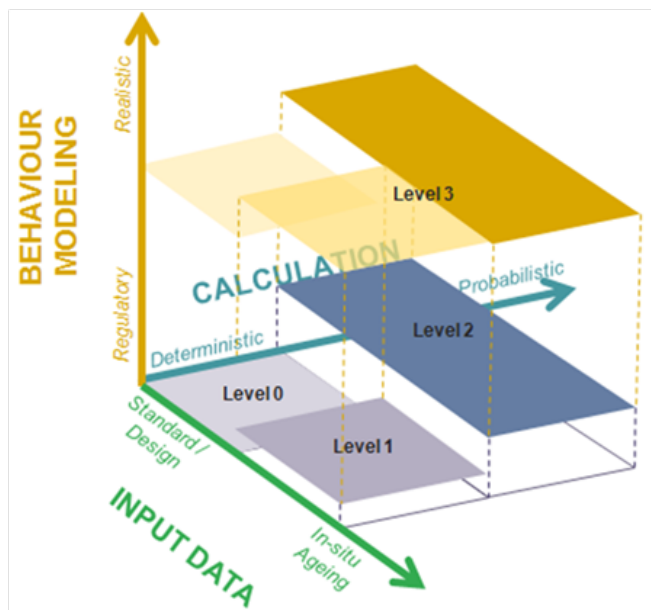 BEHAVIOUR
MODELING
Realistic
Regulatory
Level 3
CALCULATION
Probabilistic
Deterministic
Level 2
Level 0
Level 1
Standard /
Design
INPUT DATA
In-situ
Ageing